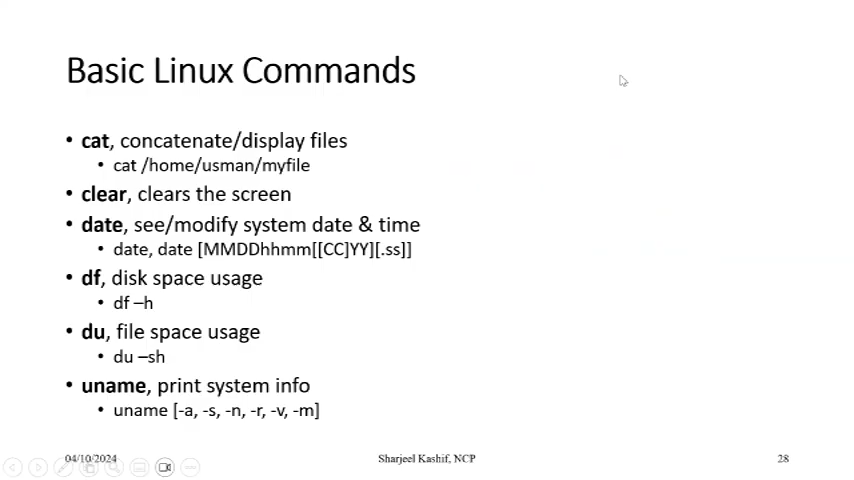 Basic Linux Commands
• cat, concatenate/display files
• cat /home/usman/myfile
• clear, clears the screen
• date, see/modify system date & time
• date, date [MMDDhhmm[[CC]YY][.ss]]
• df, disk space usage
• df –h
• du, file space usage
• du –sh
• uname, print system info
• uname [-a, -s, -n, -r, -v, -m]
04/10/2024 Sharjeel Kashif, NCP 28